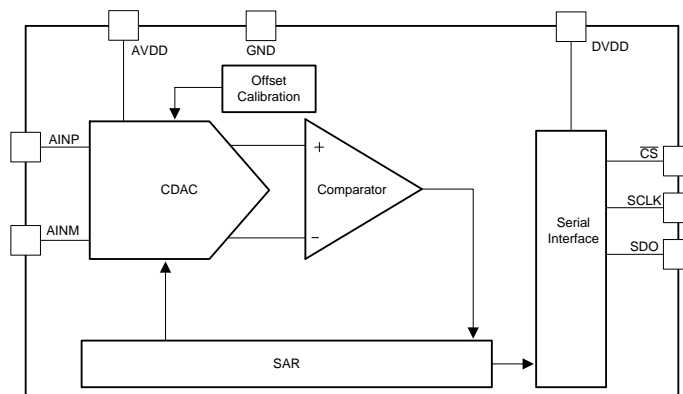 AVDD
GND
DVDD
Offset
Calibration
AINP
CDAC
+
Comparator
AINM
−
CS
SCLK
Serial
Interface
SDO
SAR